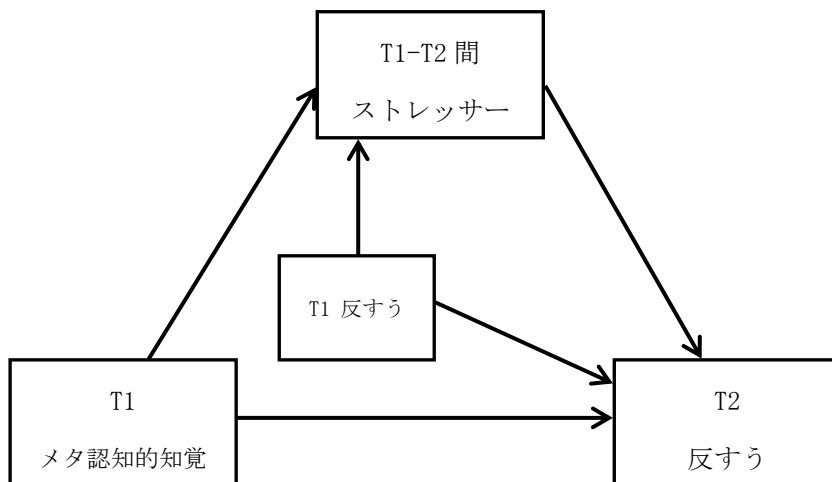 T1-T2 間
ストレッサー
T1 反すう
T1
メタ認知的知覚
T2
反すう